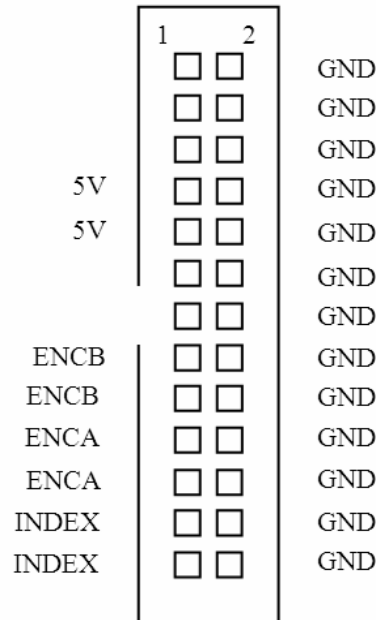 1 2
GND
GND
GND
5V GND
5V GND
GND
GND
ENCB GND
ENCB GND
ENCA GND
ENCA GND
INDEX GND
INDEX GND